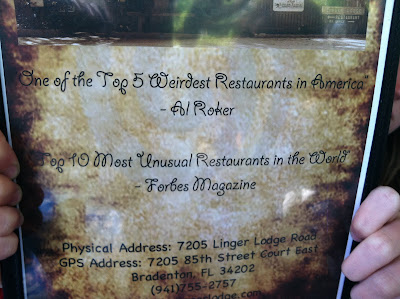 One of the Top 5 Weirdest Restaurants in America"
- Al Roker
"Top 10 Most Unusual Restaurants in the World"
- Forbes Magazine
Physical Address: 7205 Linger Lodge Road
GPS Address: 7205 85th Street Court East
Bradenton, FL 34202
(941)755-2757